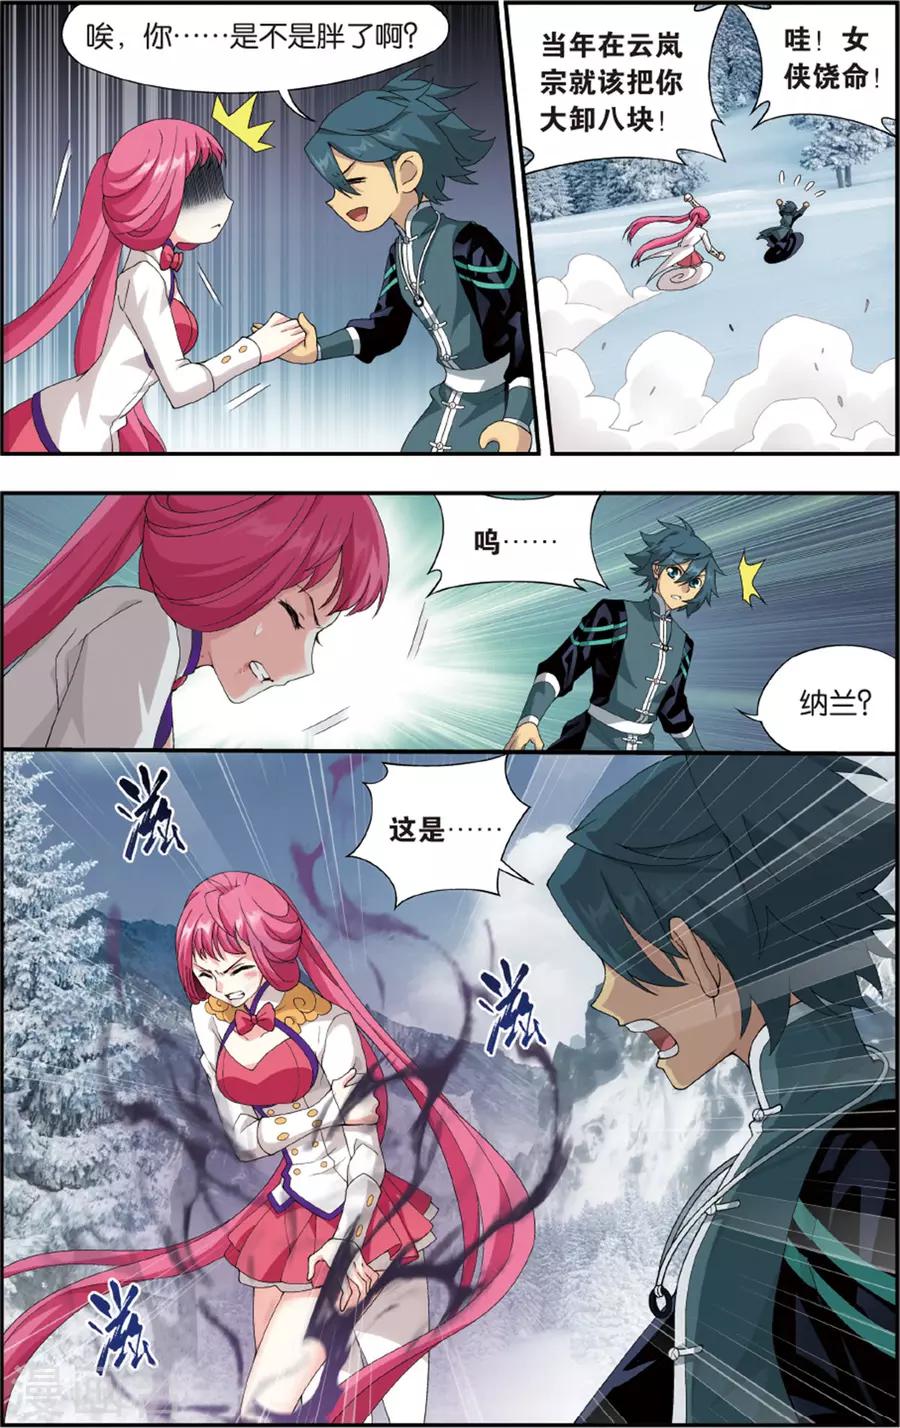 唉，你……是不是胖了啊？
当年在云岚
宗就该把你
大卸八块！
哇！女
侠饶命！
呜……
纳兰？
这是……
滋
滋
滋